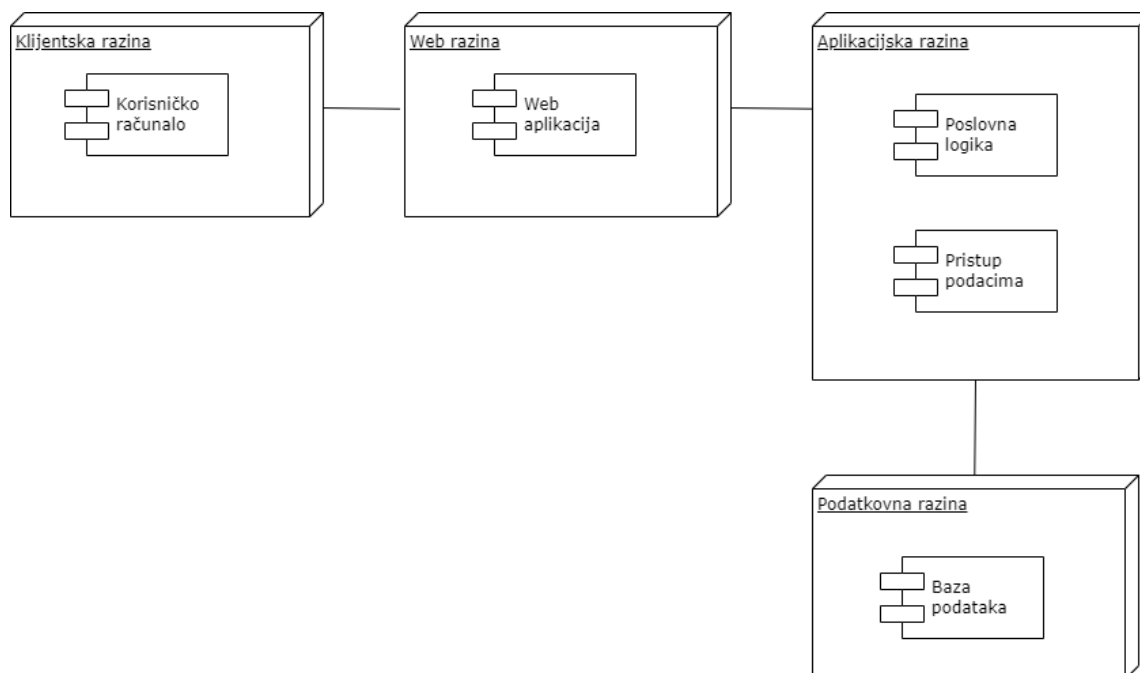 Klijentska razina
Korisničko
računalo
Web razina
Web
aplikacija
Aplikacijska razina
Poslovna
logika
Pristup
podacima
Podatkovna razina
Baza
podataka